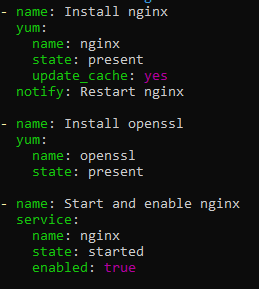 - name: Install nginx
  yum:
    name: nginx
    state: present
    update_cache: yes
  notify: Restart nginx

- name: Install openssl
  yum:
    name: openssl
    state: present

- name: Start and enable nginx
  service:
    name: nginx
    state: started
    enabled: true